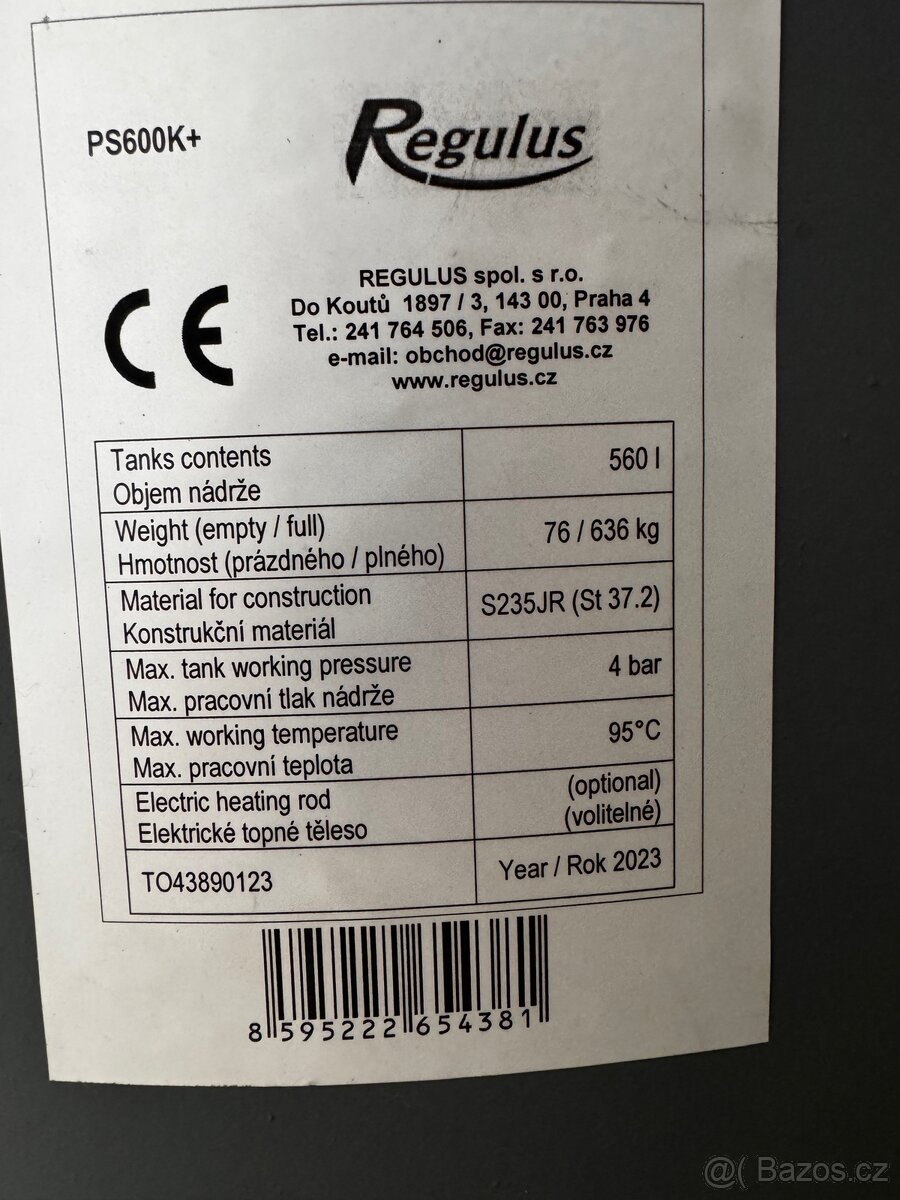 PS600K+
Regulus
CE
REGULUS spol. s r.o.
Do Koutů 1897 / 3, 143 00, Praha 4
Tel.: 241 764 506, Fax: 241 763 976
e-mail: obchod@regulus.cz
www.regulus.cz
Tanks contents
Objem nádrže
560 l
Weight (empty / full)
Hmotnost (prázdného / plného)
76 / 636 kg
Material for construction
Konstrukční materiál
S235JR (St 37.2)
Max. tank working pressure
Max. pracovní tlak nádrže
4 bar
Max. working temperature
Max. pracovní teplota
95°C
Electric heating rod
Elektrické topné těleso
(optional)
(volitelné)
TO43890123
Year / Rok 2023
8 595222 654381
@( Bazos.cz